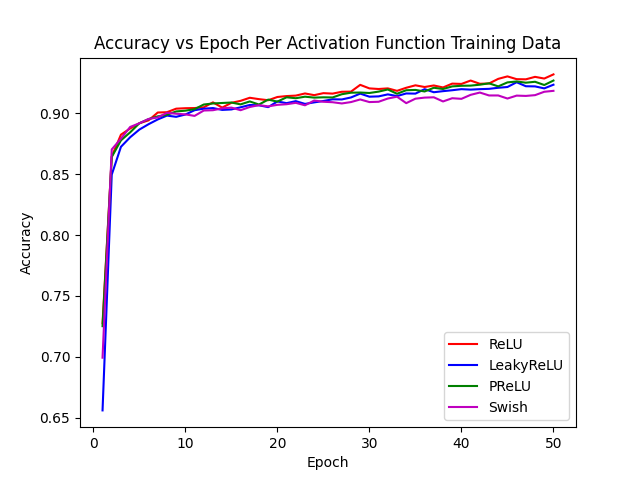 Accuracy vs Epoch Per Activation Function Training Data
Accuracy
0.90
0.85
0.80
0.75
0.70
0.65
0
10
20
30
40
50
Epoch
ReLU
LeakyReLU
PReLU
Swish